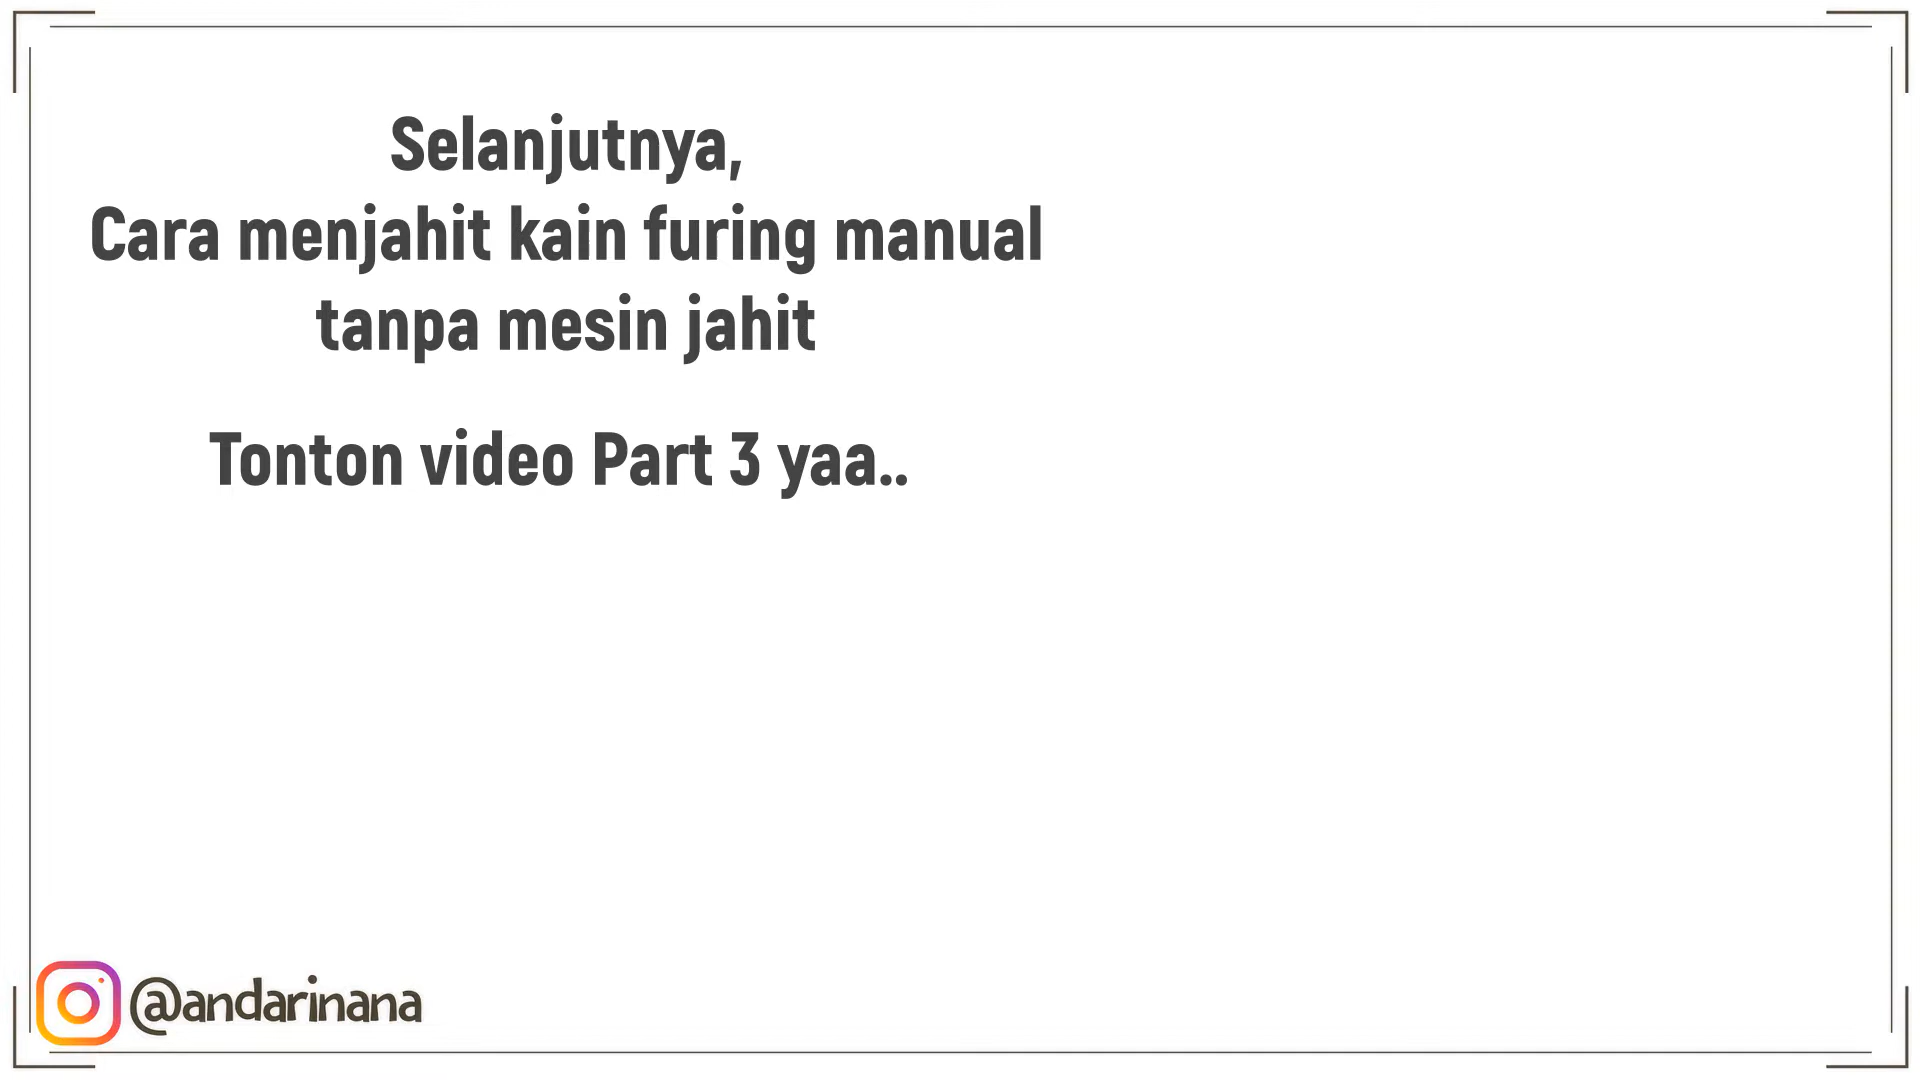 Selanjutnya,
Cara menjahit kain furing manual
tanpa mesin jahit
Tonton video Part 3 yaa..
@andarinana